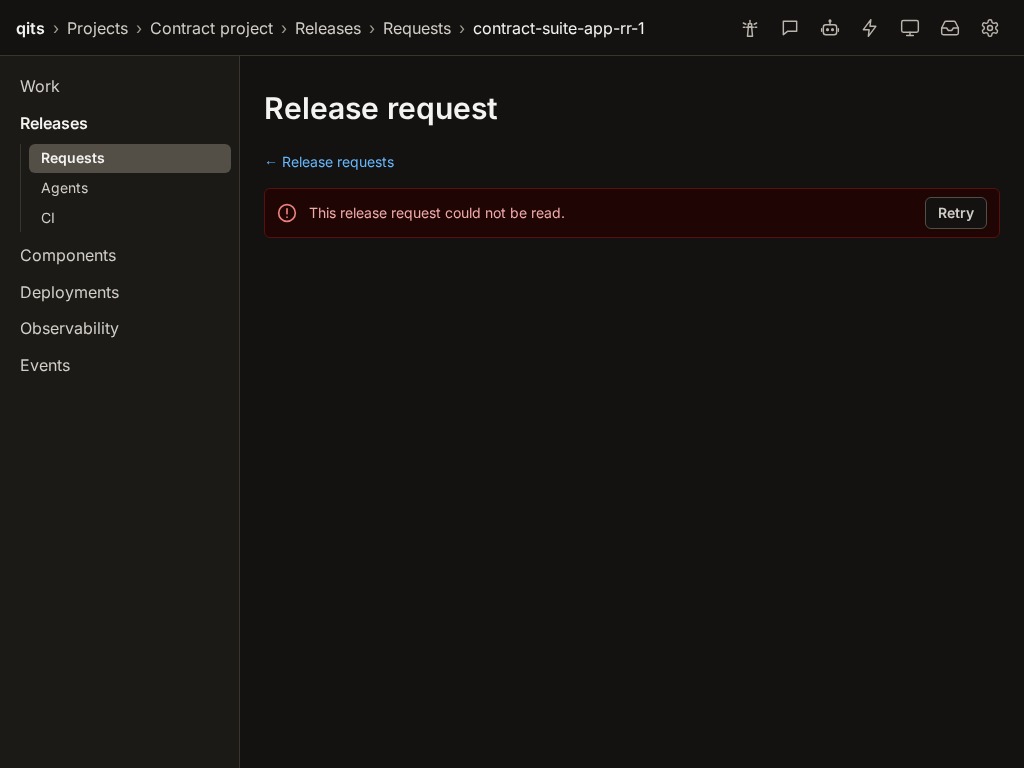 qits › Projects › Contract project › Releases › Requests › contract-suite-app-rr-1
Work
Releases
Requests
Agents
CI
Components
Deployments
Observability
Events
Release request
← Release requests
This release request could not be read.
Retry